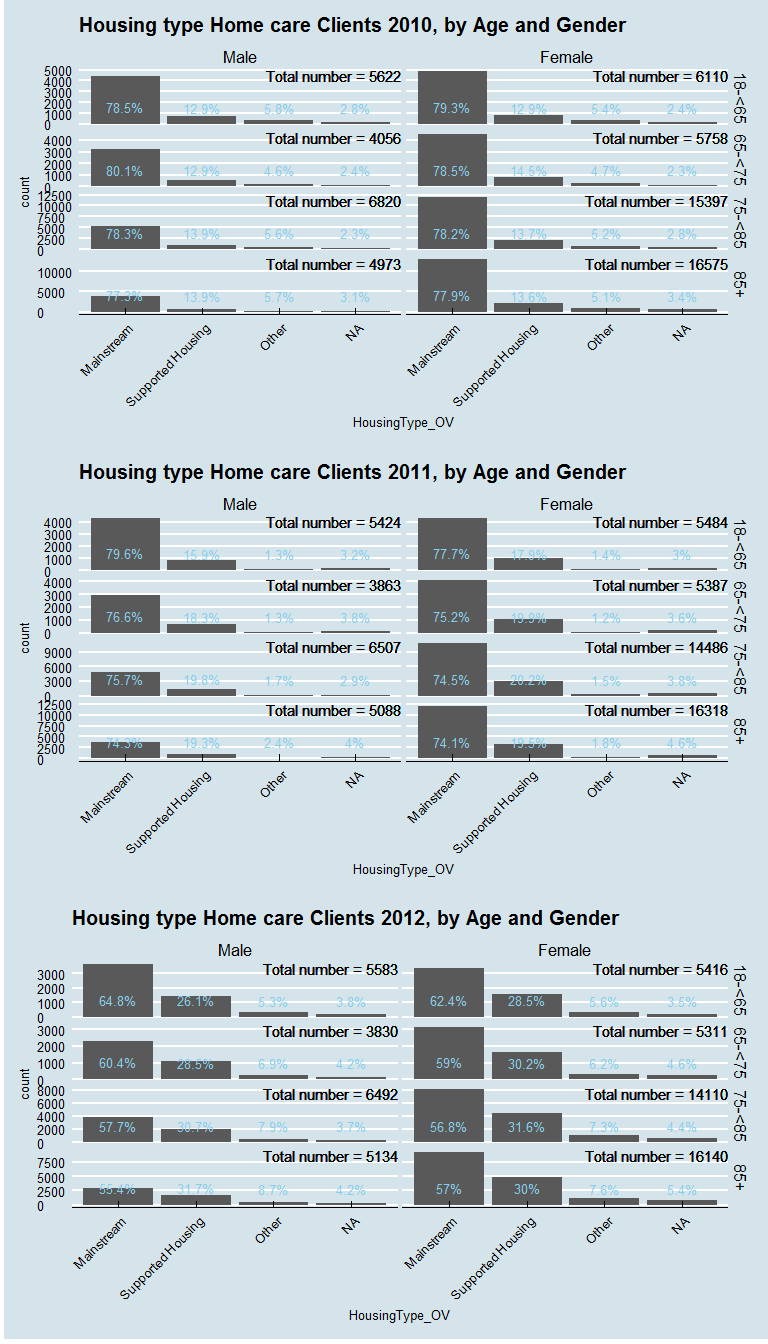 Housing type Home care Clients 2010, by Age and Gender
Male Female
5000 Total number = 5622 Total number = 6110 18-<65
4000
3000
2000
1000 78.5% 12.9% 5.8% 2.8% 79.3% 12.9% 5.4% 2.4%
0
4000 Total number = 4056 Total number = 5758 65-<75
3000
2000
1000 80.1% 12.9% 4.6% 2.4% 78.5% 14.5% 4.7% 2.3%
0
12500 Total number = 6820 Total number = 15397 75-<85
10000
7500
5000
2500 78.3% 13.9% 5.6% 2.3% 78.2% 13.7% 5.2% 2.8%
0
10000 Total number = 4973 Total number = 16575 85+
5000 77.3% 13.9% 5.7% 3.1% 77.9% 13.6% 5.1% 3.4%
0
count
Mainstream Supported Housing Other NA Mainstream Supported Housing Other NA
HousingType_OV
Housing type Home care Clients 2011, by Age and Gender
Male Female
4000 Total number = 5424 Total number = 5484 18-<65
3000
2000
1000 79.6% 15.9% 1.3% 3.2% 77.7% 17.9% 1.4% 3%
0
4000 Total number = 3863 Total number = 5387 65-<75
3000
2000
1000 76.6% 18.3% 1.3% 3.8% 75.2% 19.9% 1.2% 3.6%
0
9000 Total number = 6507 Total number = 14486 75-<85
6000
3000 75.7% 19.8% 1.7% 2.9% 74.5% 20.2% 1.5% 3.8%
0
12500 Total number = 5088 Total number = 16318 85+
10000
7500
5000
2500 74.3% 19.3% 2.4% 4% 74.1% 19.5% 1.8% 4.6%
0
count
Mainstream Supported Housing Other NA Mainstream Supported Housing Other NA
HousingType_OV
Housing type Home care Clients 2012, by Age and Gender
Male Female
3000 Total number = 5583 Total number = 5416 18-<65
2000
1000 64.8% 26.1% 5.3% 3.8% 62.4% 28.5% 5.6% 3.5%
0
3000 Total number = 3830 Total number = 5311 65-<75
2000
1000 60.4% 28.5% 6.9% 4.2% 59% 30.2% 6.2% 4.6%
0
8000 Total number = 6492 Total number = 14110 75-<85
6000
4000
2000 57.7% 30.7% 7.9% 3.7% 56.8% 31.6% 7.3% 4.4%
0
7500 Total number = 5134 Total number = 16140 85+
5000
2500 55.4% 31.7% 8.7% 4.2% 57% 30% 7.6% 5.4%
0
count
Mainstream Supported Housing Other NA Mainstream Supported Housing Other NA
HousingType_OV